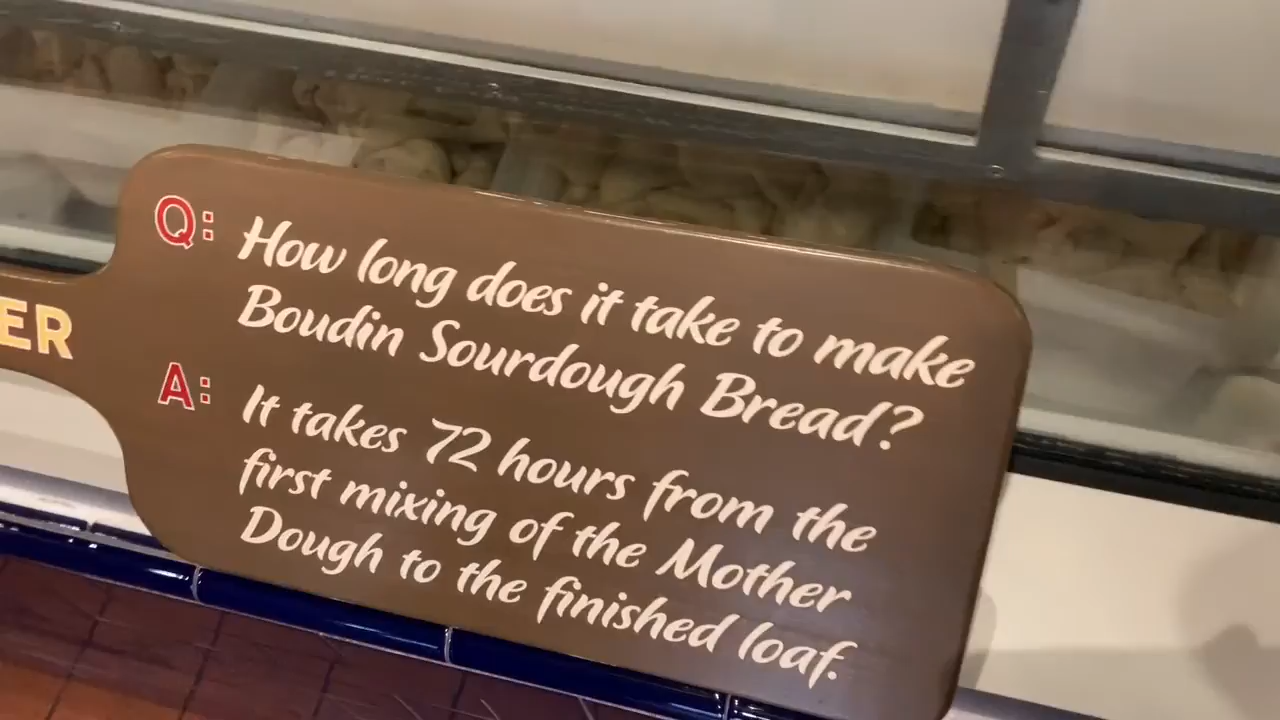 ER
Q: How long does it take to make
Boudin Sourdough Bread?
A: It takes 72 hours from the
first mixing of the Mother
Dough to the finished loaf.